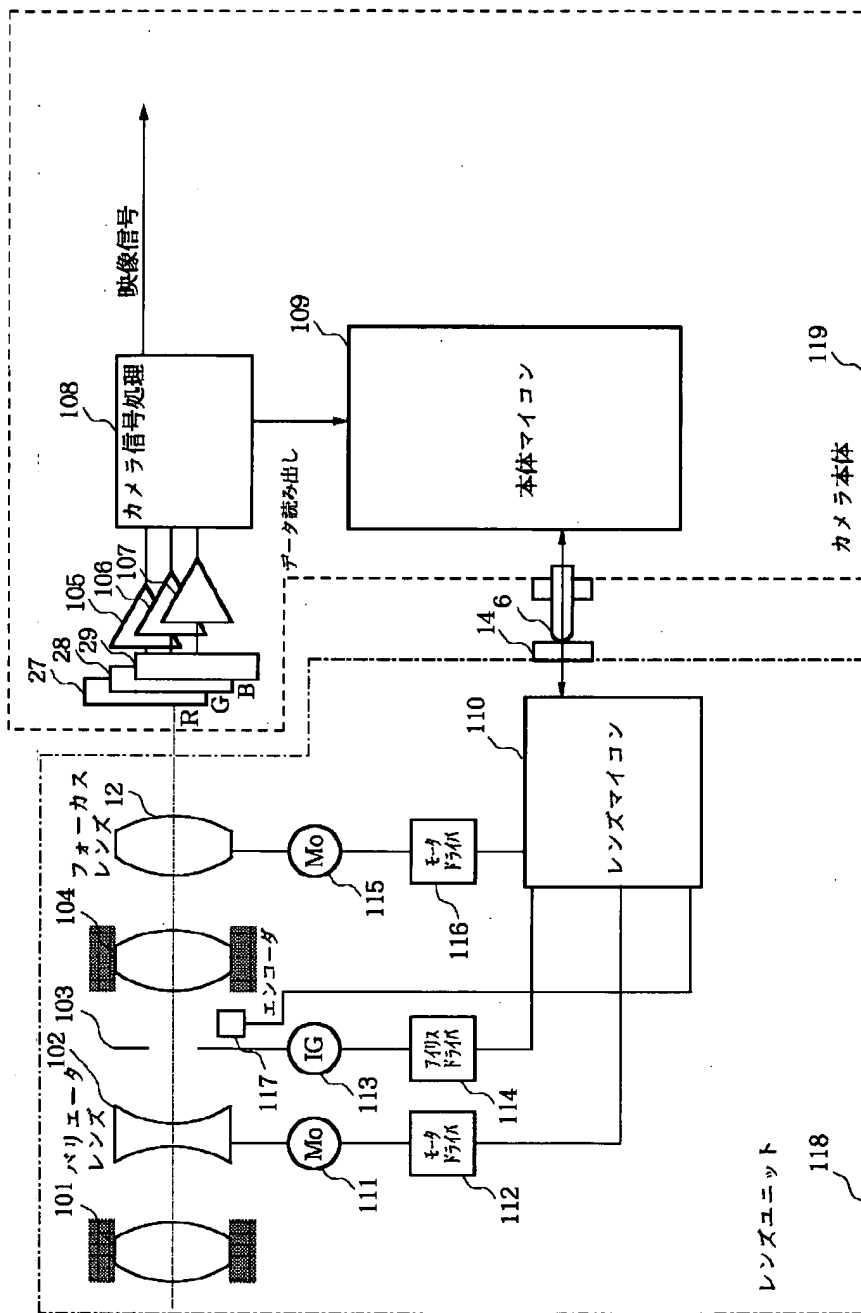 101
バリエータ
レンズ
102
103
104
フォーカス
レンズ
12
エンコーダ
117
Mo
111
モータ
ドライバ
112
IG
113
アイリス
ドライバ
114
Mo
115
モータ
ドライバ
116
レンズマイコン
110
レンズユニット
118
27
28
29
R
G
B
105
106
107
カメラ信号処理
108
映像信号
データ読み出し
本体マイコン
109
14
6
カメラ本体
119